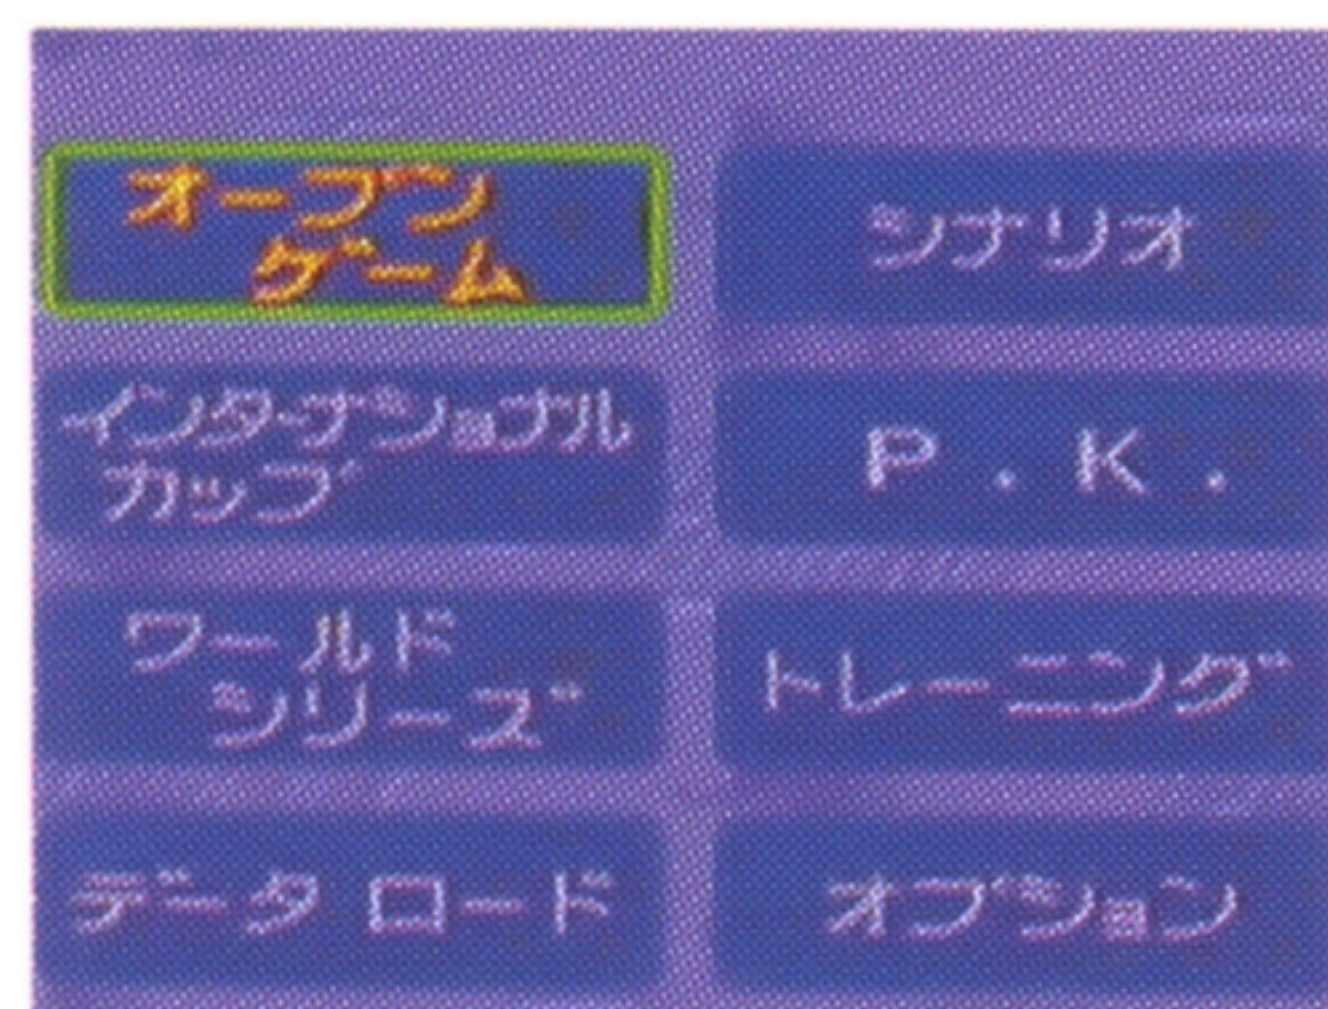 オープン
ゲーム
シナリオ
インターナショナル
カップ
P.K.
ワールド
シリーズ
トレーニング
データロード
オプション